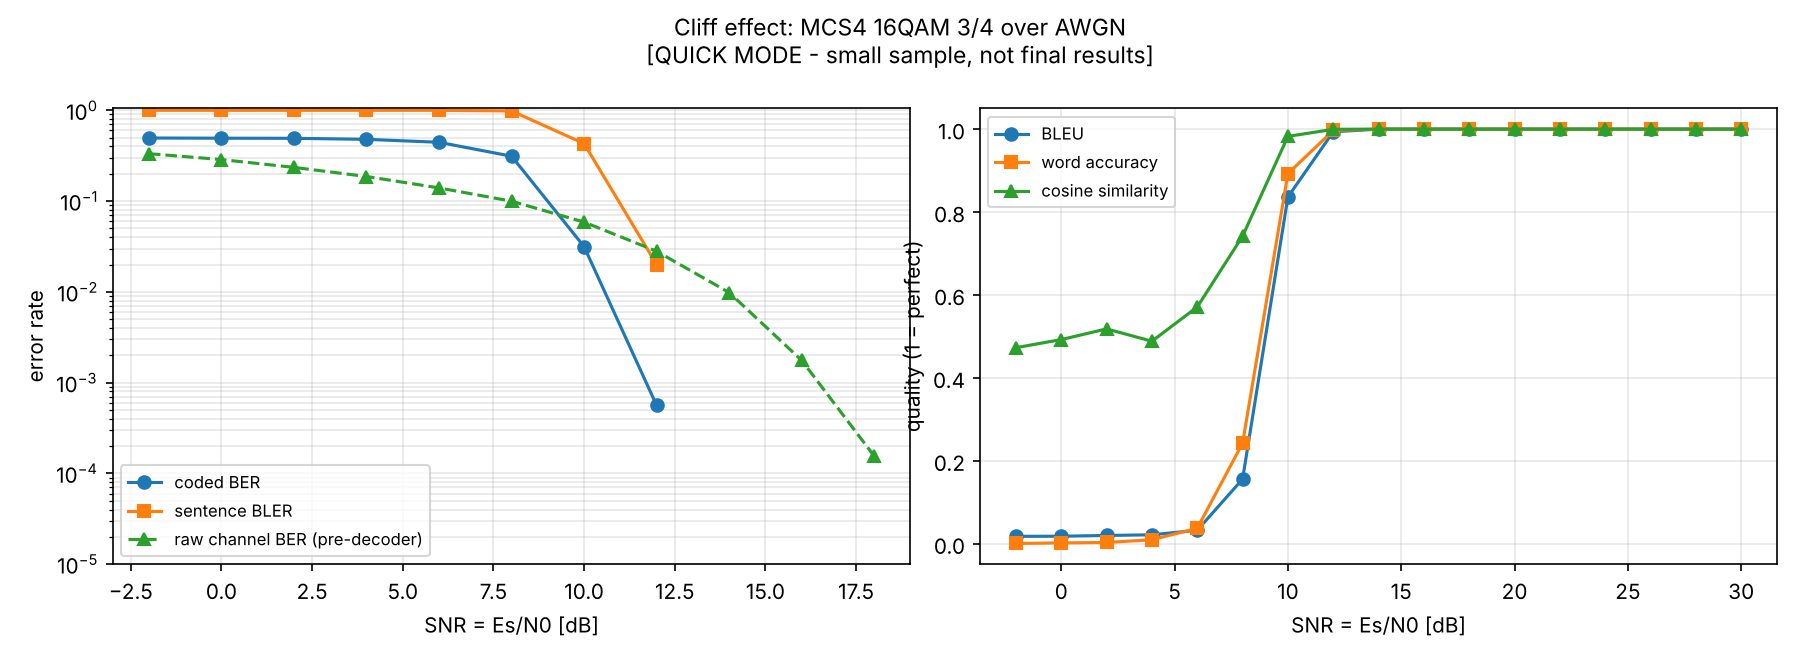 Cliff effect: MCS4 16QAM 3/4 over AWGN
[QUICK MODE - small sample, not final results]
error rate
10⁰
10⁻¹
10⁻²
10⁻³
10⁻⁴
10⁻⁵
coded BER
sentence BLER
raw channel BER (pre-decoder)
−2.5 0.0 2.5 5.0 7.5 10.0 12.5 15.0 17.5
SNR = Es/N0 [dB]
quality (1 = perfect)
1.0
0.8
0.6
0.4
0.2
0.0
BLEU
word accuracy
cosine similarity
0 5 10 15 20 25 30
SNR = Es/N0 [dB]